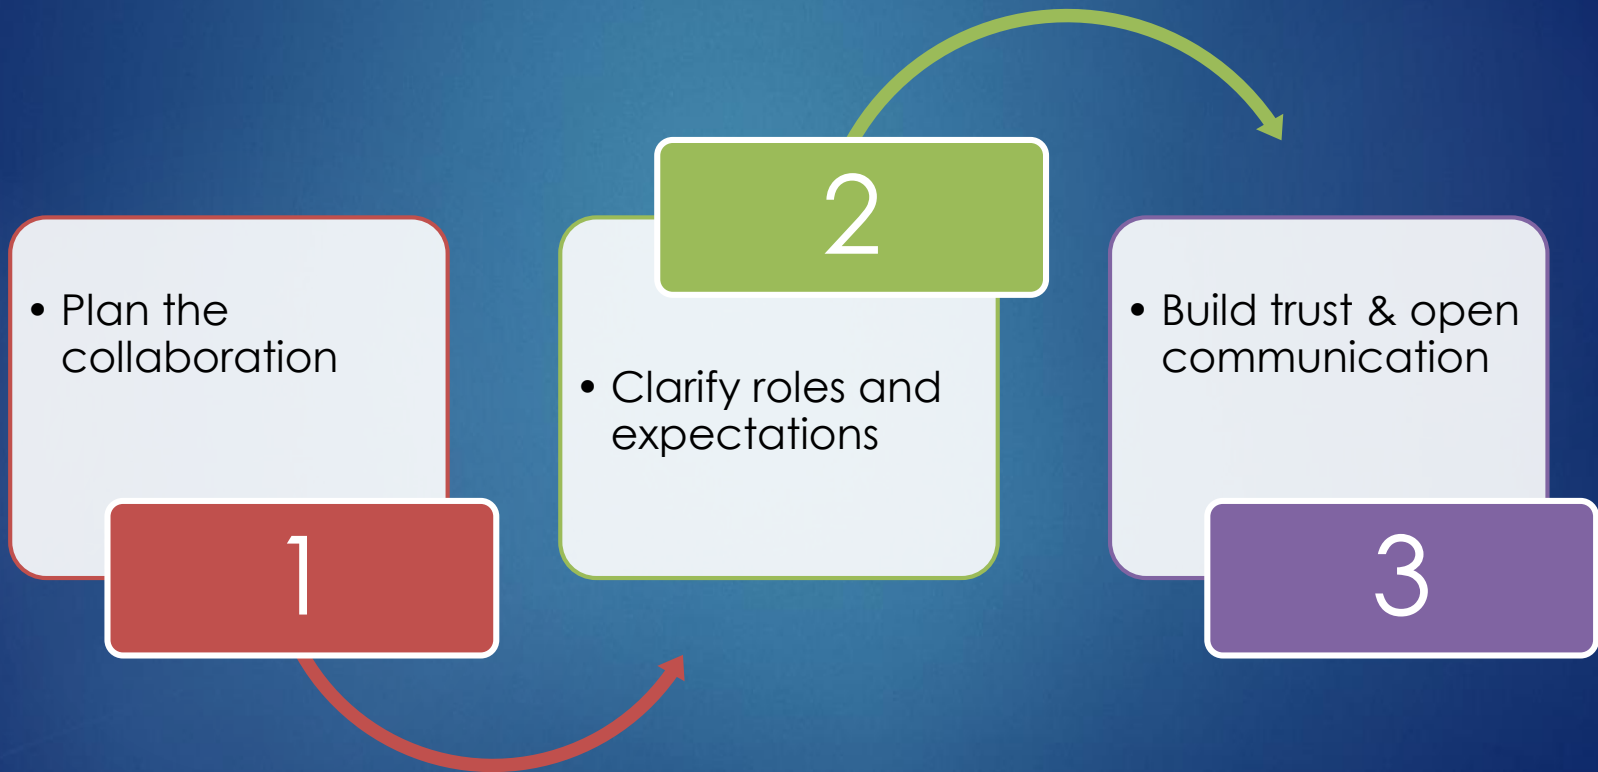 • Plan the
collaboration
1
2
• Clarify roles and
expectations
• Build trust & open
communication
3